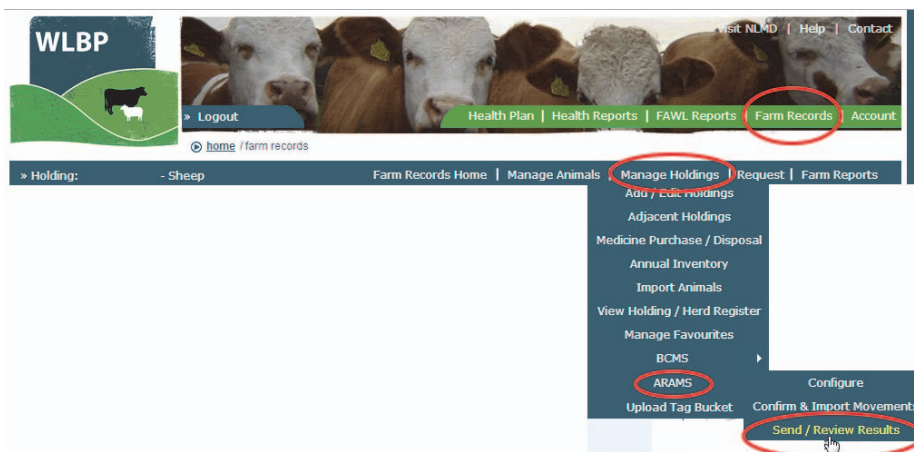 WLBP
Visit NLMD | Help | Contact
» Logout
Health Plan | Health Reports | FAWL Reports | Farm Records | Account
home / farm records
» Holding: - Sheep
Farm Records Home | Manage Animals | Manage Holdings | Request | Farm Reports
Add / Edit Holdings
Adjacent Holdings
Medicine Purchase / Disposal
Annual Inventory
Import Animals
View Holding / Herd Register
Manage Favourites
BCMS
ARAMS
Configure
Upload Tag Bucket
Confirm & Import Movements
Send / Review Results